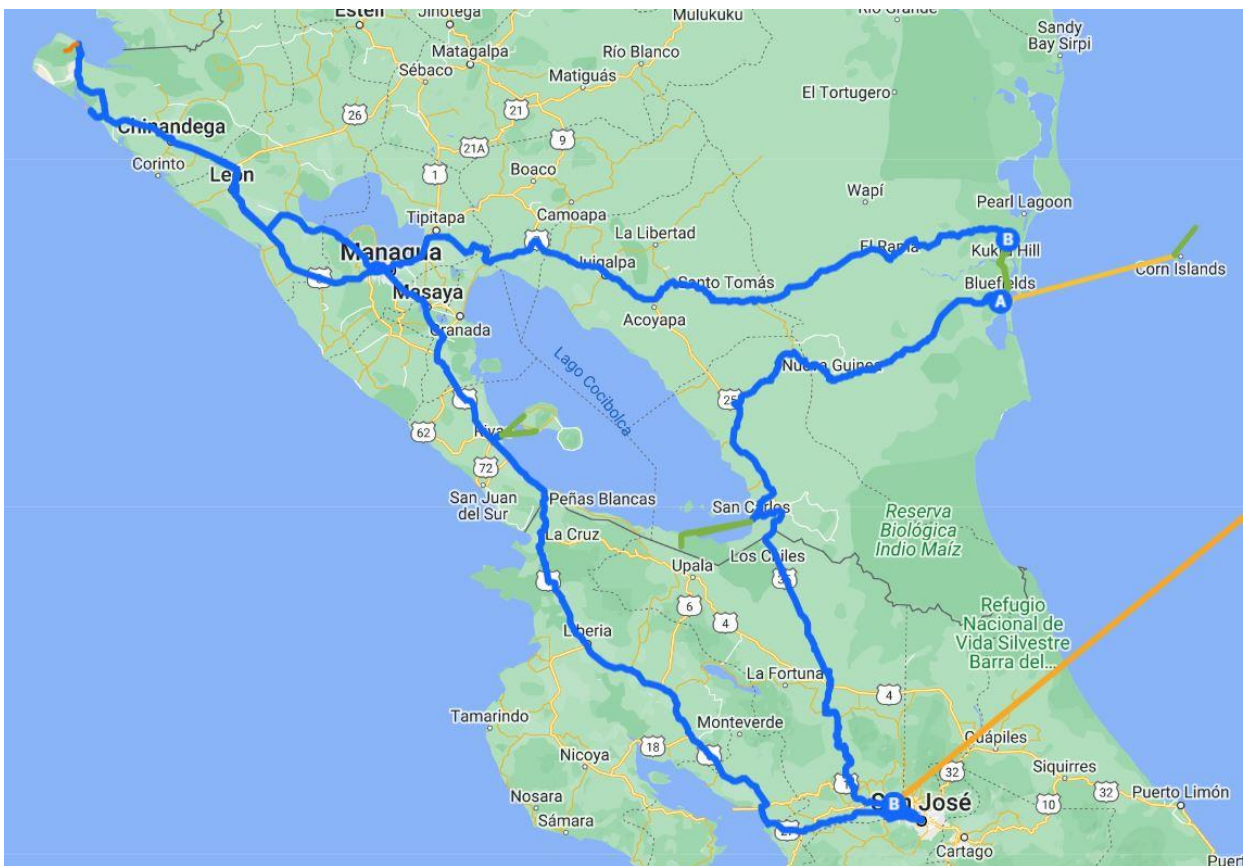 Estelí
Jinotega
Mulukuku
Río Grande
Sandy
Bay Sirpi
Matagalpa
Río Blanco
Sébaco
Matiguás
El Tortugero
26
21
21A
9
Chinandega
Corinto
León
1
Boaco
Camoapa
Wapí
Pearl Lagoon
Tipitapa
La Libertad
El Rama
B
Kukra Hill
Corn Islands
Managua
Juigalpa
Santo Tomás
Bluefields
A
Masaya
Granada
Acoyapa
Lago Cocibolca
Nueva Guinea
25
62
Rivas
72
San Juan
del Sur
Peñas Blancas
San Carlos
Reserva
Biológica
Indio Maíz
La Cruz
Los Chiles
Upala
35
6
4
Refugio
Nacional de
Vida Silvestre
Barra del...
Liberia
La Fortuna
4
Tamarindo
Monteverde
Guápiles
Nicoya
18
1
32
Siquirres
32
Puerto Limón
Nosara
B
San José
10
Sámara
27
Cartago
Puer